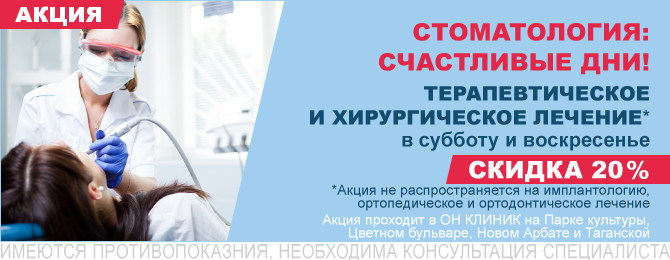 АКЦИЯ
СТОМАТОЛОГИЯ:
СЧАСТЛИВЫЕ ДНИ!
ТЕРАПЕВТИЧЕСКОЕ
И ХИРУРГИЧЕСКОЕ ЛЕЧЕНИЕ*
в субботу и воскресенье
СКИДКА 20%
*Акция не распространяется на имплантологию,
ортопедическое и ортодонтическое лечение
Акция проходит в ОН КЛИНИК на Парке культуры,
Цветном бульваре, Новом Арбате и Таганской
ИМЕЮТСЯ ПРОТИВОПОКАЗНИЯ, НЕОБХОДИМА КОНСУЛЬТАЦИЯ СПЕЦИАЛИСТА